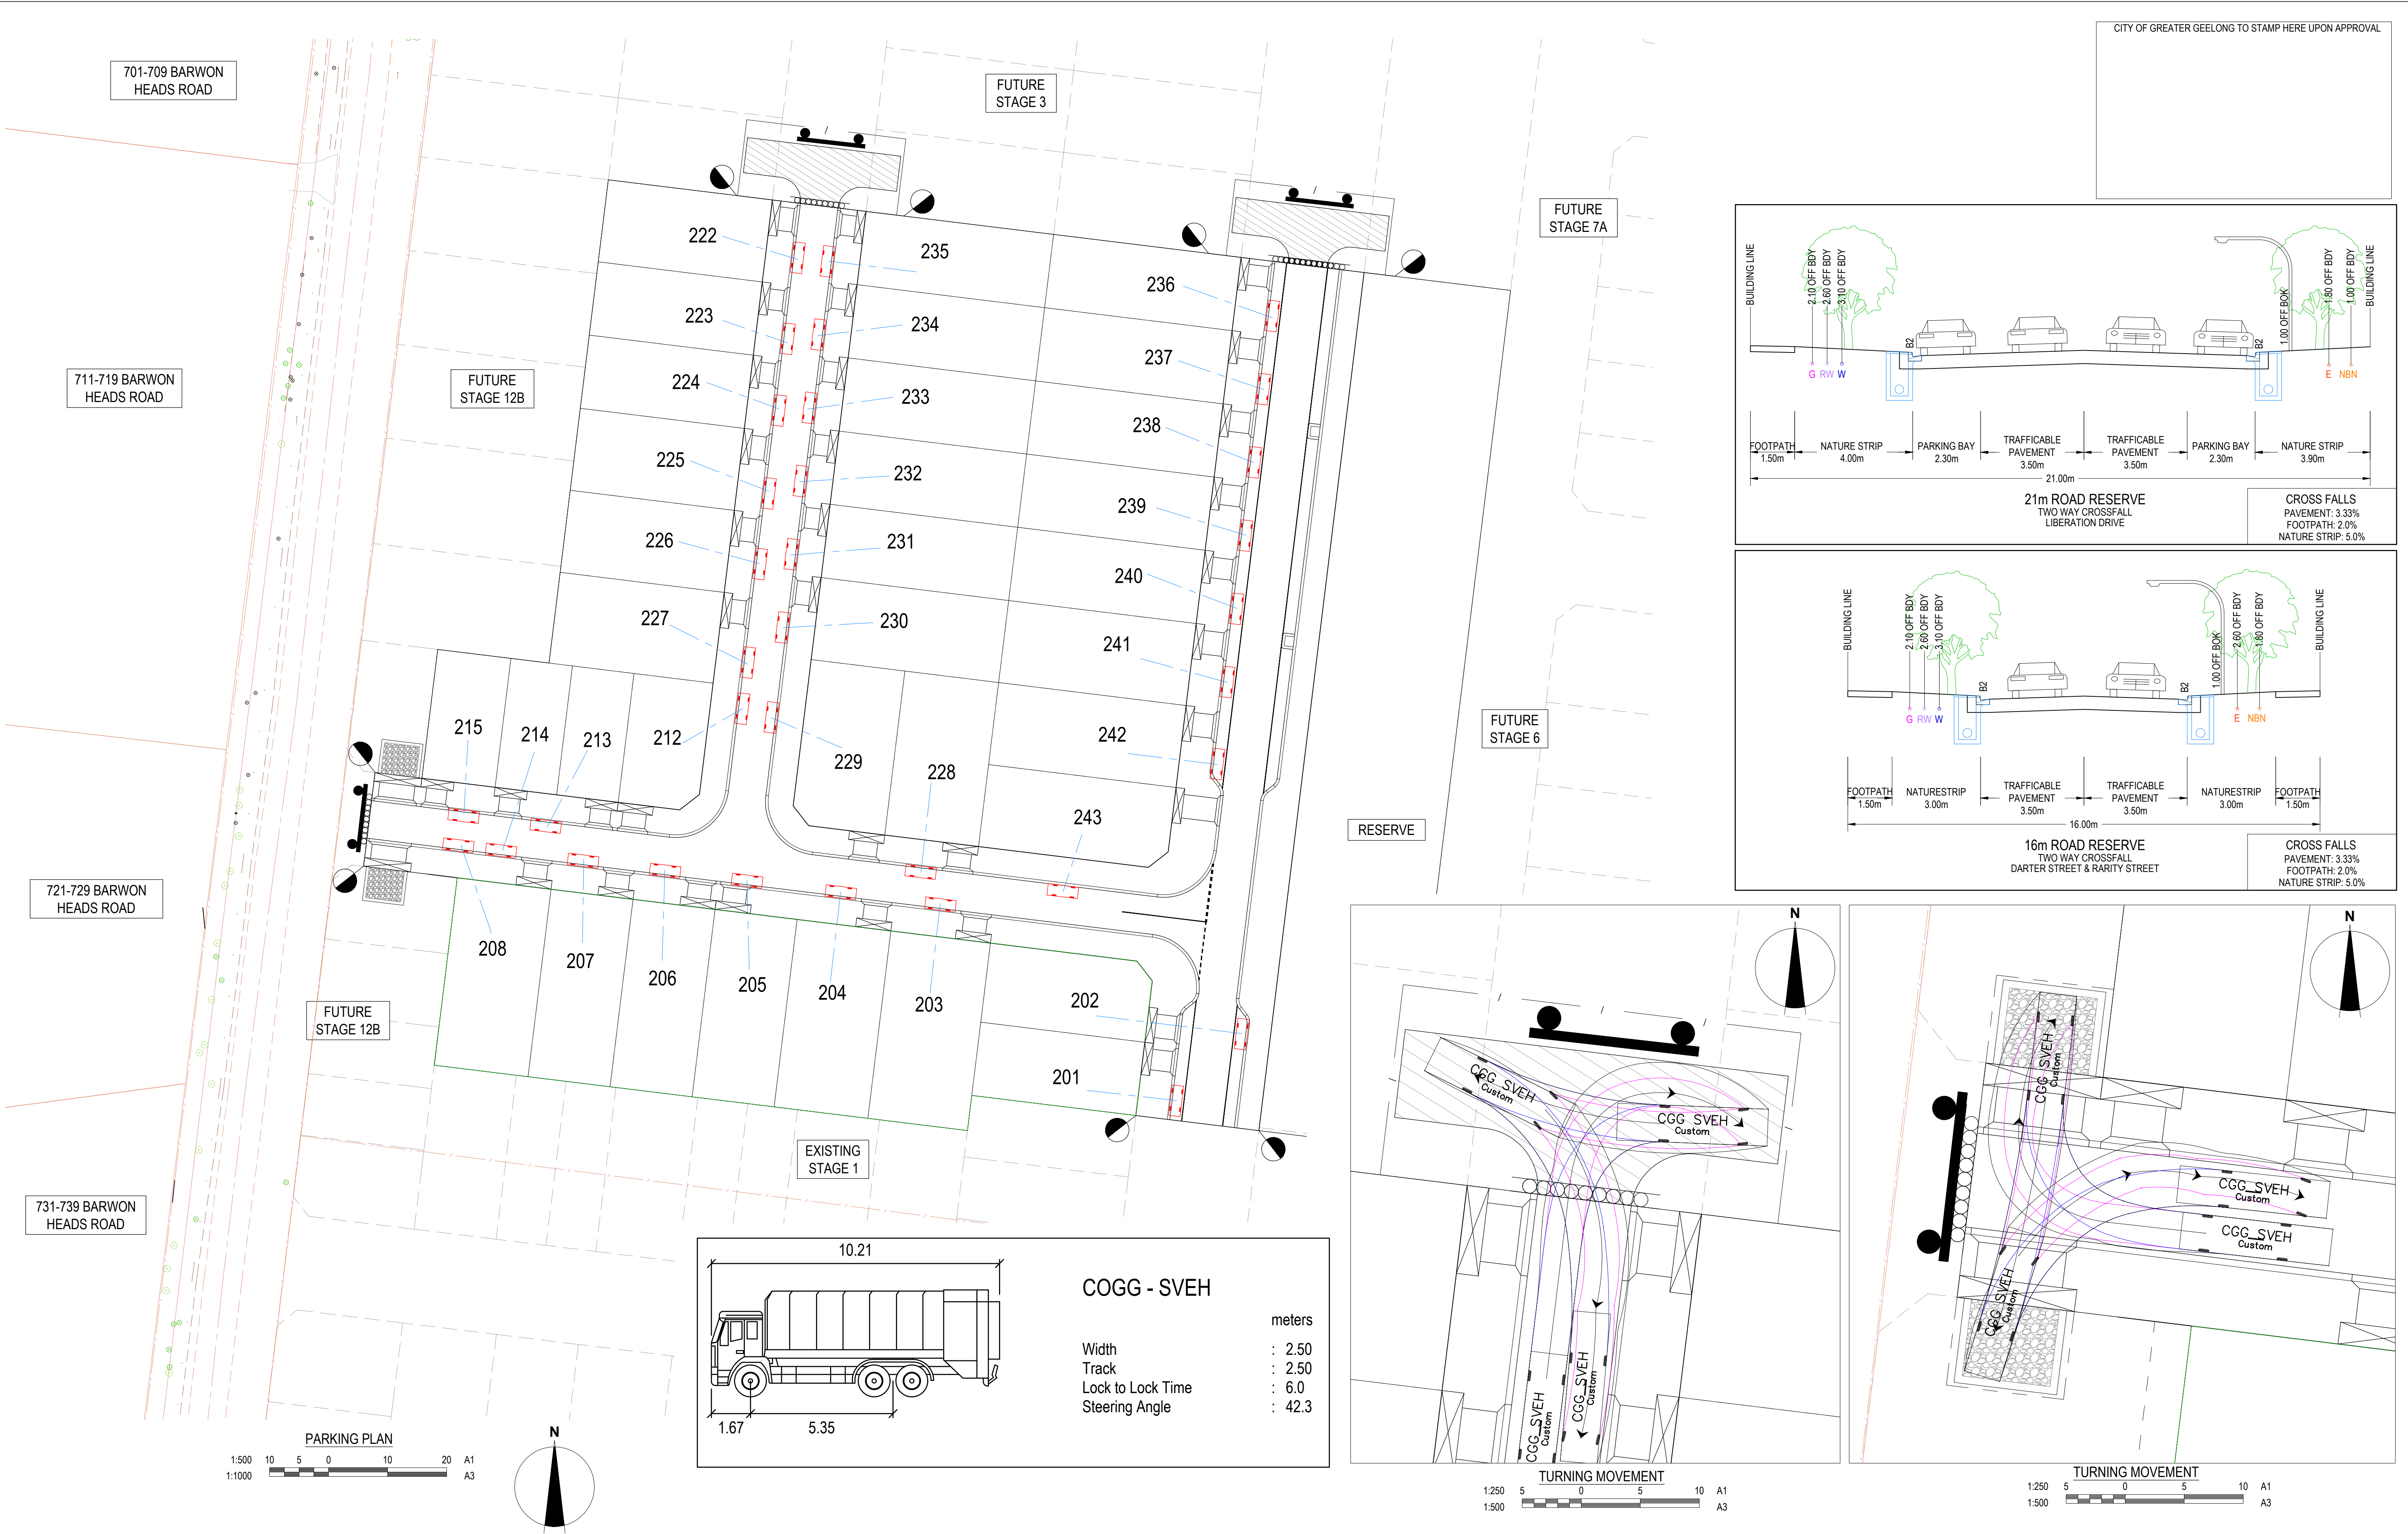 CITY OF GREATER GEELONG TO STAMP HERE UPON APPROVAL
701-709 BARWON
HEADS ROAD
FUTURE
STAGE 3
711-719 BARWON
HEADS ROAD
FUTURE
STAGE 12B
FUTURE
STAGE 7A
222
235
223
234
224
233
225
232
226
231
227
230
236
237
238
239
240
241
242
243
215
214
213
212
229
228
FUTURE
STAGE 6
RESERVE
721-729 BARWON
HEADS ROAD
208
207
206
205
204
203
202
201
FUTURE
STAGE 12B
EXISTING
STAGE 1
731-739 BARWON
HEADS ROAD
BUILDING LINE
2.10 OFF BDY
2.60 OFF BDY
3.10 OFF BDY
B2
B2
1.00 OFF BOK
1.80 OFF BDY
1.00 OFF BDY
BUILDING LINE
G RW W
E NBN
FOOTPATH
1.50m
NATURE STRIP
4.00m
PARKING BAY
2.30m
TRAFFICABLE
PAVEMENT
3.50m
TRAFFICABLE
PAVEMENT
3.50m
PARKING BAY
2.30m
NATURE STRIP
3.90m
21.00m
21m ROAD RESERVE
TWO WAY CROSSFALL
LIBERATION DRIVE
CROSS FALLS
PAVEMENT: 3.33%
FOOTPATH: 2.0%
NATURE STRIP: 5.0%
BUILDING LINE
2.10 OFF BDY
2.60 OFF BDY
3.10 OFF BDY
B2
B2
1.00 OFF BOK
2.60 OFF BDY
1.80 OFF BDY
BUILDING LINE
G RW W
E NBN
FOOTPATH
1.50m
NATURESTRIP
3.00m
TRAFFICABLE
PAVEMENT
3.50m
TRAFFICABLE
PAVEMENT
3.50m
NATURESTRIP
3.00m
FOOTPATH
1.50m
16.00m
16m ROAD RESERVE
TWO WAY CROSSFALL
DARTER STREET & RARITY STREET
CROSS FALLS
PAVEMENT: 3.33%
FOOTPATH: 2.0%
NATURE STRIP: 5.0%
N
CGG_SVEH
Custom
CGG_SVEH
Custom
CGG_SVEH
Custom
CGG_SVEH
Custom
TURNING MOVEMENT
1:250 5 0 5 10 A1
1:500 A3
N
CGG_SVEH
Custom
CGG_SVEH
Custom
CGG_SVEH
Custom
CGG_SVEH
Custom
TURNING MOVEMENT
1:250 5 0 5 10 A1
1:500 A3
10.21
1.67
5.35
COGG - SVEH
meters
Width : 2.50
Track : 2.50
Lock to Lock Time : 6.0
Steering Angle : 42.3
PARKING PLAN
1:500 10 5 0 10 20 A1
1:1000 A3
N